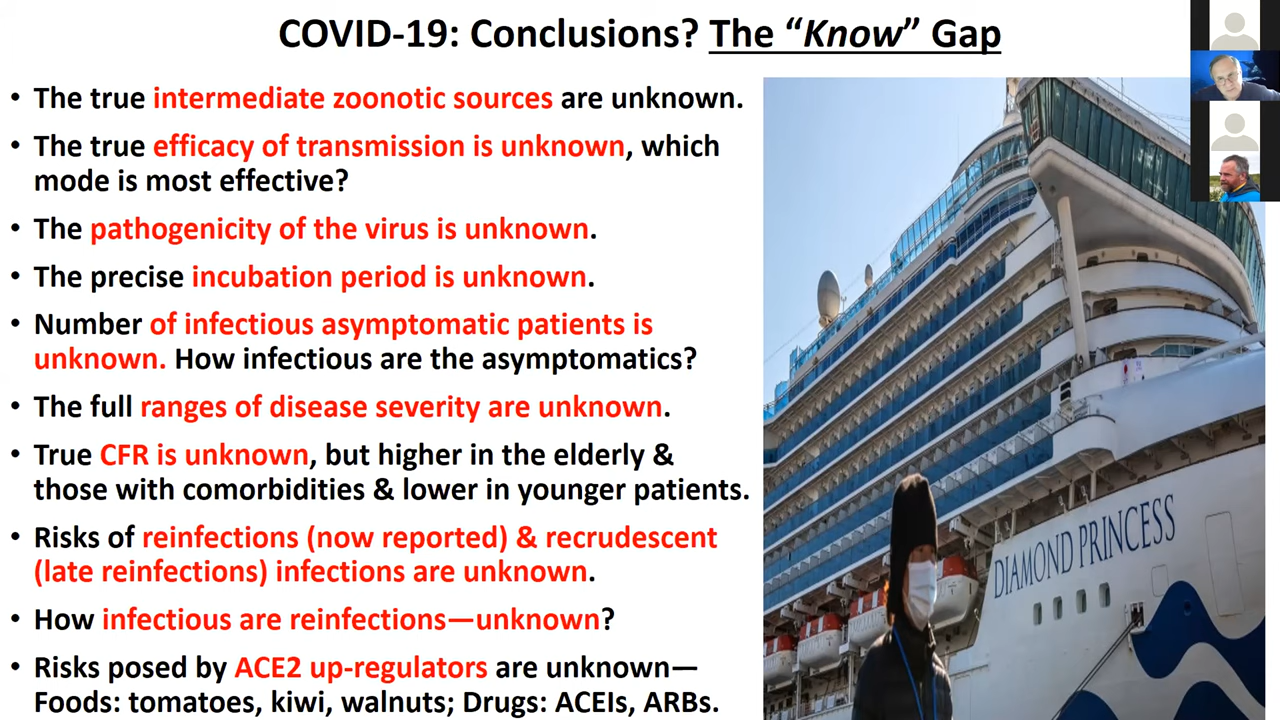 COVID-19: Conclusions? The “Know” Gap
• The true intermediate zoonotic sources are unknown.
• The true efficacy of transmission is unknown, which
mode is most effective?
• The pathogenicity of the virus is unknown.
• The precise incubation period is unknown.
• Number of infectious asymptomatic patients is
unknown. How infectious are the asymptomatics?
• The full ranges of disease severity are unknown.
• True CFR is unknown, but higher in the elderly &
those with comorbidities & lower in younger patients.
• Risks of reinfections (now reported) & recrudescent
(late reinfections) infections are unknown.
• How infectious are reinfections—unknown?
• Risks posed by ACE2 up-regulators are unknown—
Foods: tomatoes, kiwi, walnuts; Drugs: ACEIs, ARBs.
DIAMOND PRINCESS